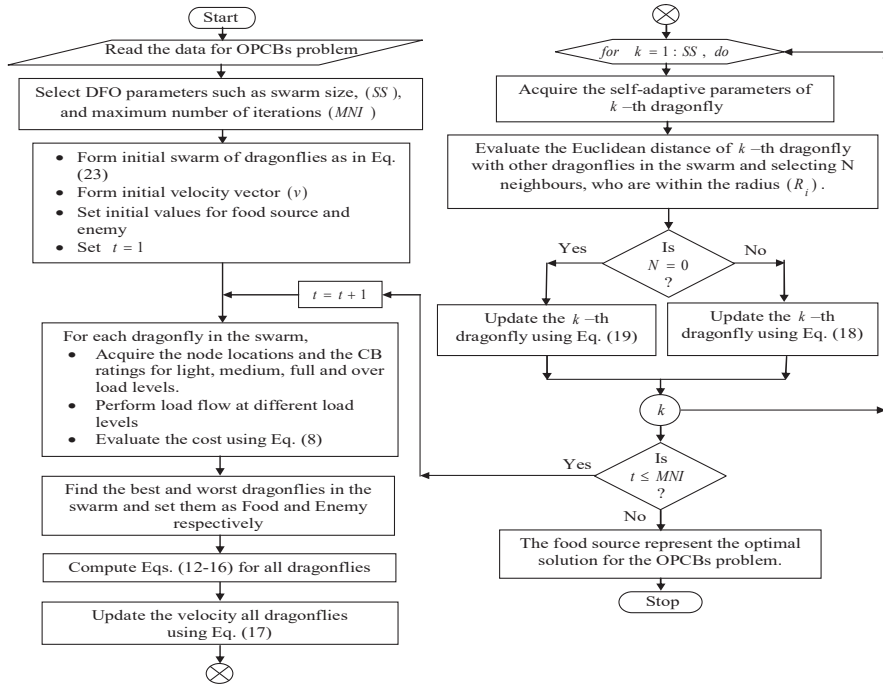 Start
Read the data for OPCBs problem
Select DFO parameters such as swarm size, (SS),
and maximum number of iterations (MNI)
• Form initial swarm of dragonflies as in Eq.
(23)
• Form initial velocity vector (v)
• Set initial values for food source and
enemy
• Set t = 1
t = t + 1
For each dragonfly in the swarm,
• Acquire the node locations and the CB
ratings for light, medium, full and over
load levels.
• Perform load flow at different load
levels
• Evaluate the cost using Eq. (8)
Find the best and worst dragonflies in the
swarm and set them as Food and Enemy
respectively
Compute Eqs. (12-16) for all dragonflies
Update the velocity all dragonflies
using Eq. (17)
for k = 1 : SS , do
Acquire the self-adaptive parameters of
k –th dragonfly
Evaluate the Euclidean distance of k –th dragonfly
with other dragonflies in the swarm and selecting N
neighbours, who are within the radius (R_i) .
Yes
Is
N = 0
?
No
Update the k –th
dragonfly using Eq. (19)
Update the k –th
dragonfly using Eq. (18)
k
Yes
Is
t ≤ MNI
?
No
The food source represent the optimal
solution for the OPCBs problem.
Stop